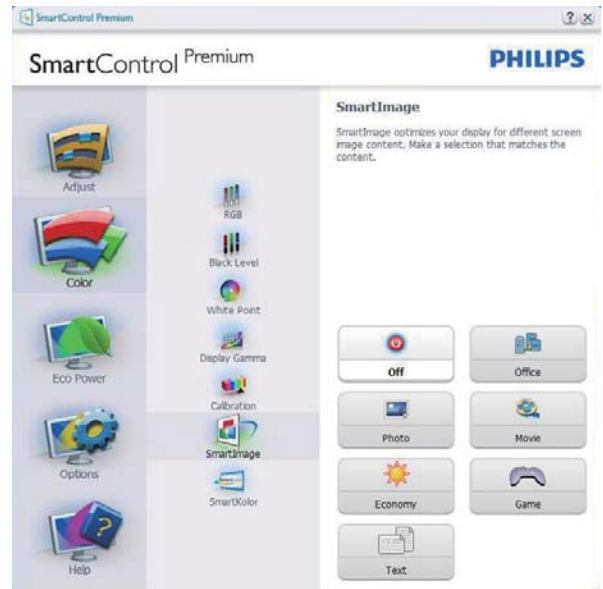 SmartControl Premium
SmartControl Premium
PHILIPS
Adjust
Color
Eco Power
Options
Help
RGB
Black Level
White Point
Display Gamma
Calibration
SmartImage
SmartKolor
SmartImage
SmartImage optimizes your display for different screen
image content. Make a selection that matches the
content.
Off
Office
Photo
Movie
Economy
Game
Text